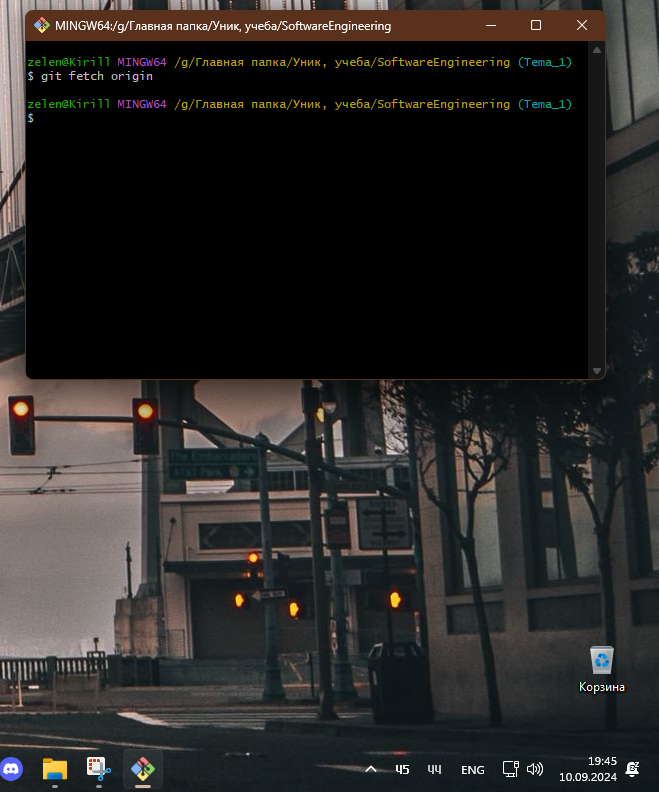 MINGW64:/g/Главная папка/Уник, учеба/SoftwareEngineering
zelen@Kirill MINGW64 /g/Главная папка/Уник, учеба/SoftwareEngineering (Tema_1)
$ git fetch origin
zelen@Kirill MINGW64 /g/Главная папка/Уник, учеба/SoftwareEngineering (Tema_1)
$
The Embarcadero
AT&T Park
Корзина
45
44
ENG
19:45
10.09.2024